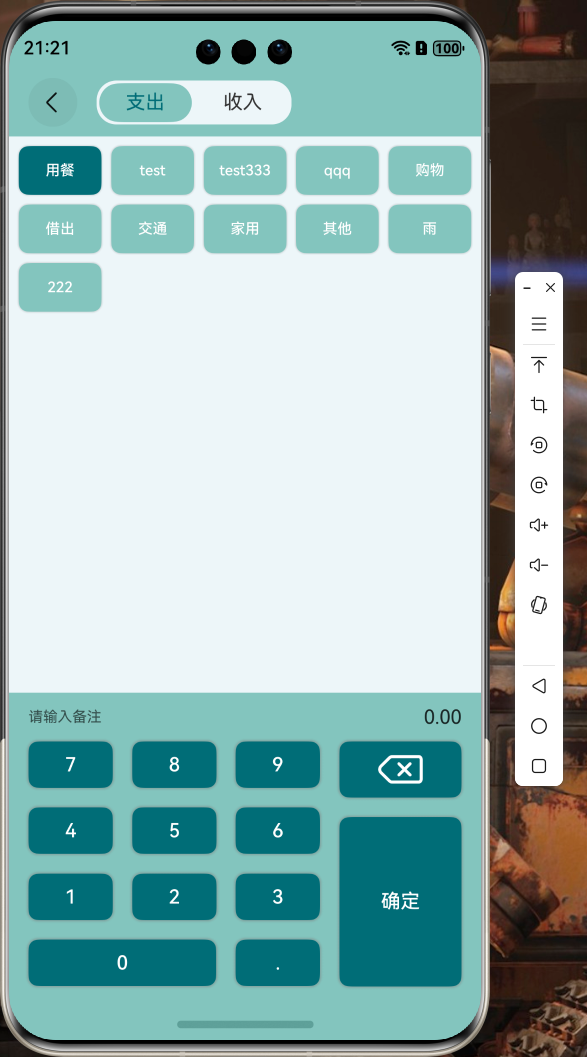 21:21
100
支出 收入
用餐 test test333 qqq 购物
借出 交通 家用 其他 雨
222
请输入备注 0.00
7 8 9
4 5 6
1 2 3 确定
0 .